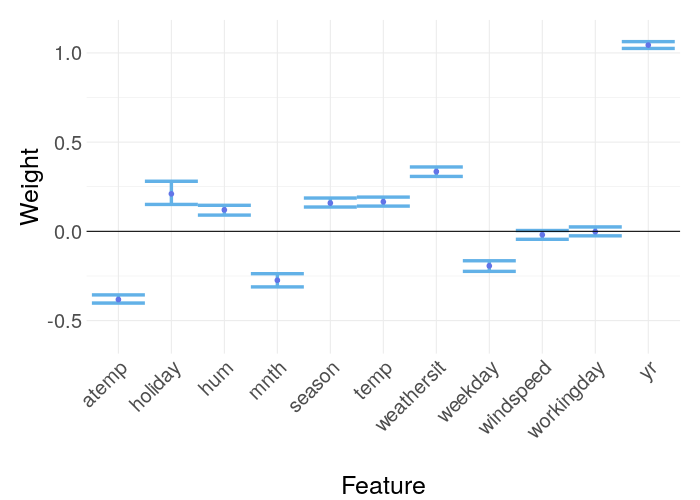 Weight
1.0
0.5
0.0
-0.5
atemp
holiday
hum
mnth
season
temp
weathersit
weekday
windspeed
workingday
yr
Feature